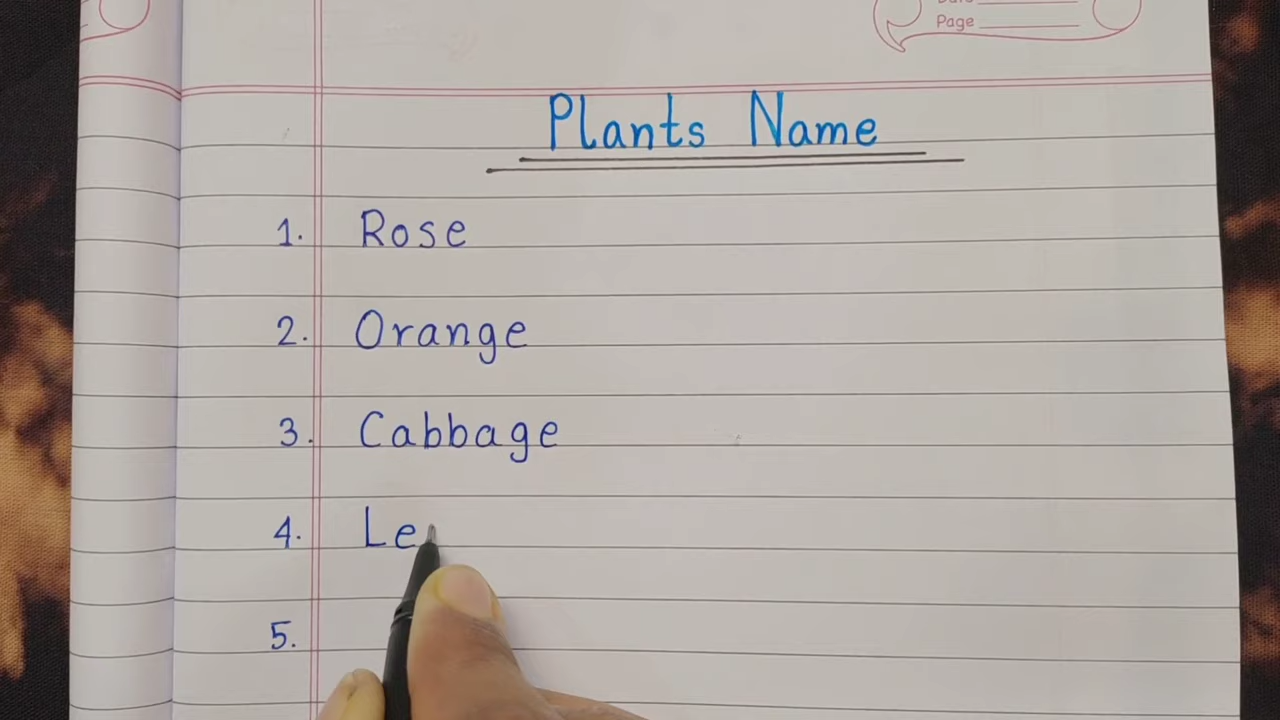 Page
Plants Name
1. Rose
2. Orange
3. Cabbage
4. Le
5.